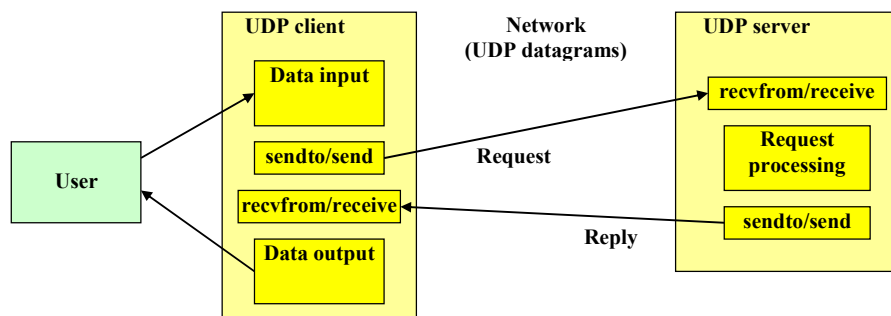 UDP client
Network
(UDP datagrams)
UDP server
Data input
recvfrom/receive
sendto/send
Request
Request
processing
User
recvfrom/receive
sendto/send
Reply
Data output